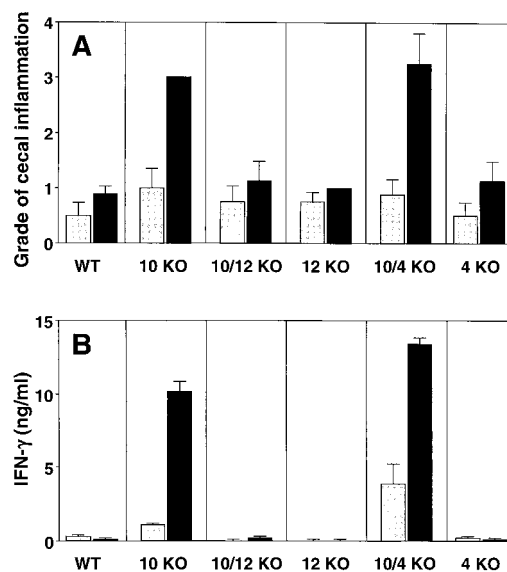 A
Grade of cecal inflammation
4
3
2
1
0
WT 10 KO 10/12 KO 12 KO 10/4 KO 4 KO
B
IFN-γ (ng/ml)
15
10
5
0
WT 10 KO 10/12 KO 12 KO 10/4 KO 4 KO